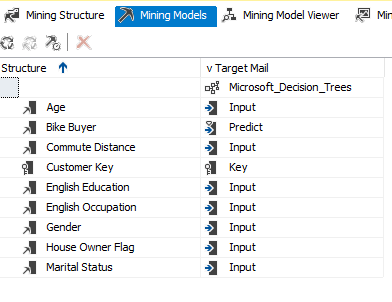 Mining Structure Mining Models Mining Model Viewer
Structure v Target Mail
Microsoft_Decision_Trees
Age Input
Bike Buyer Predict
Commute Distance Input
Customer Key Key
English Education Input
English Occupation Input
Gender Input
House Owner Flag Input
Marital Status Input